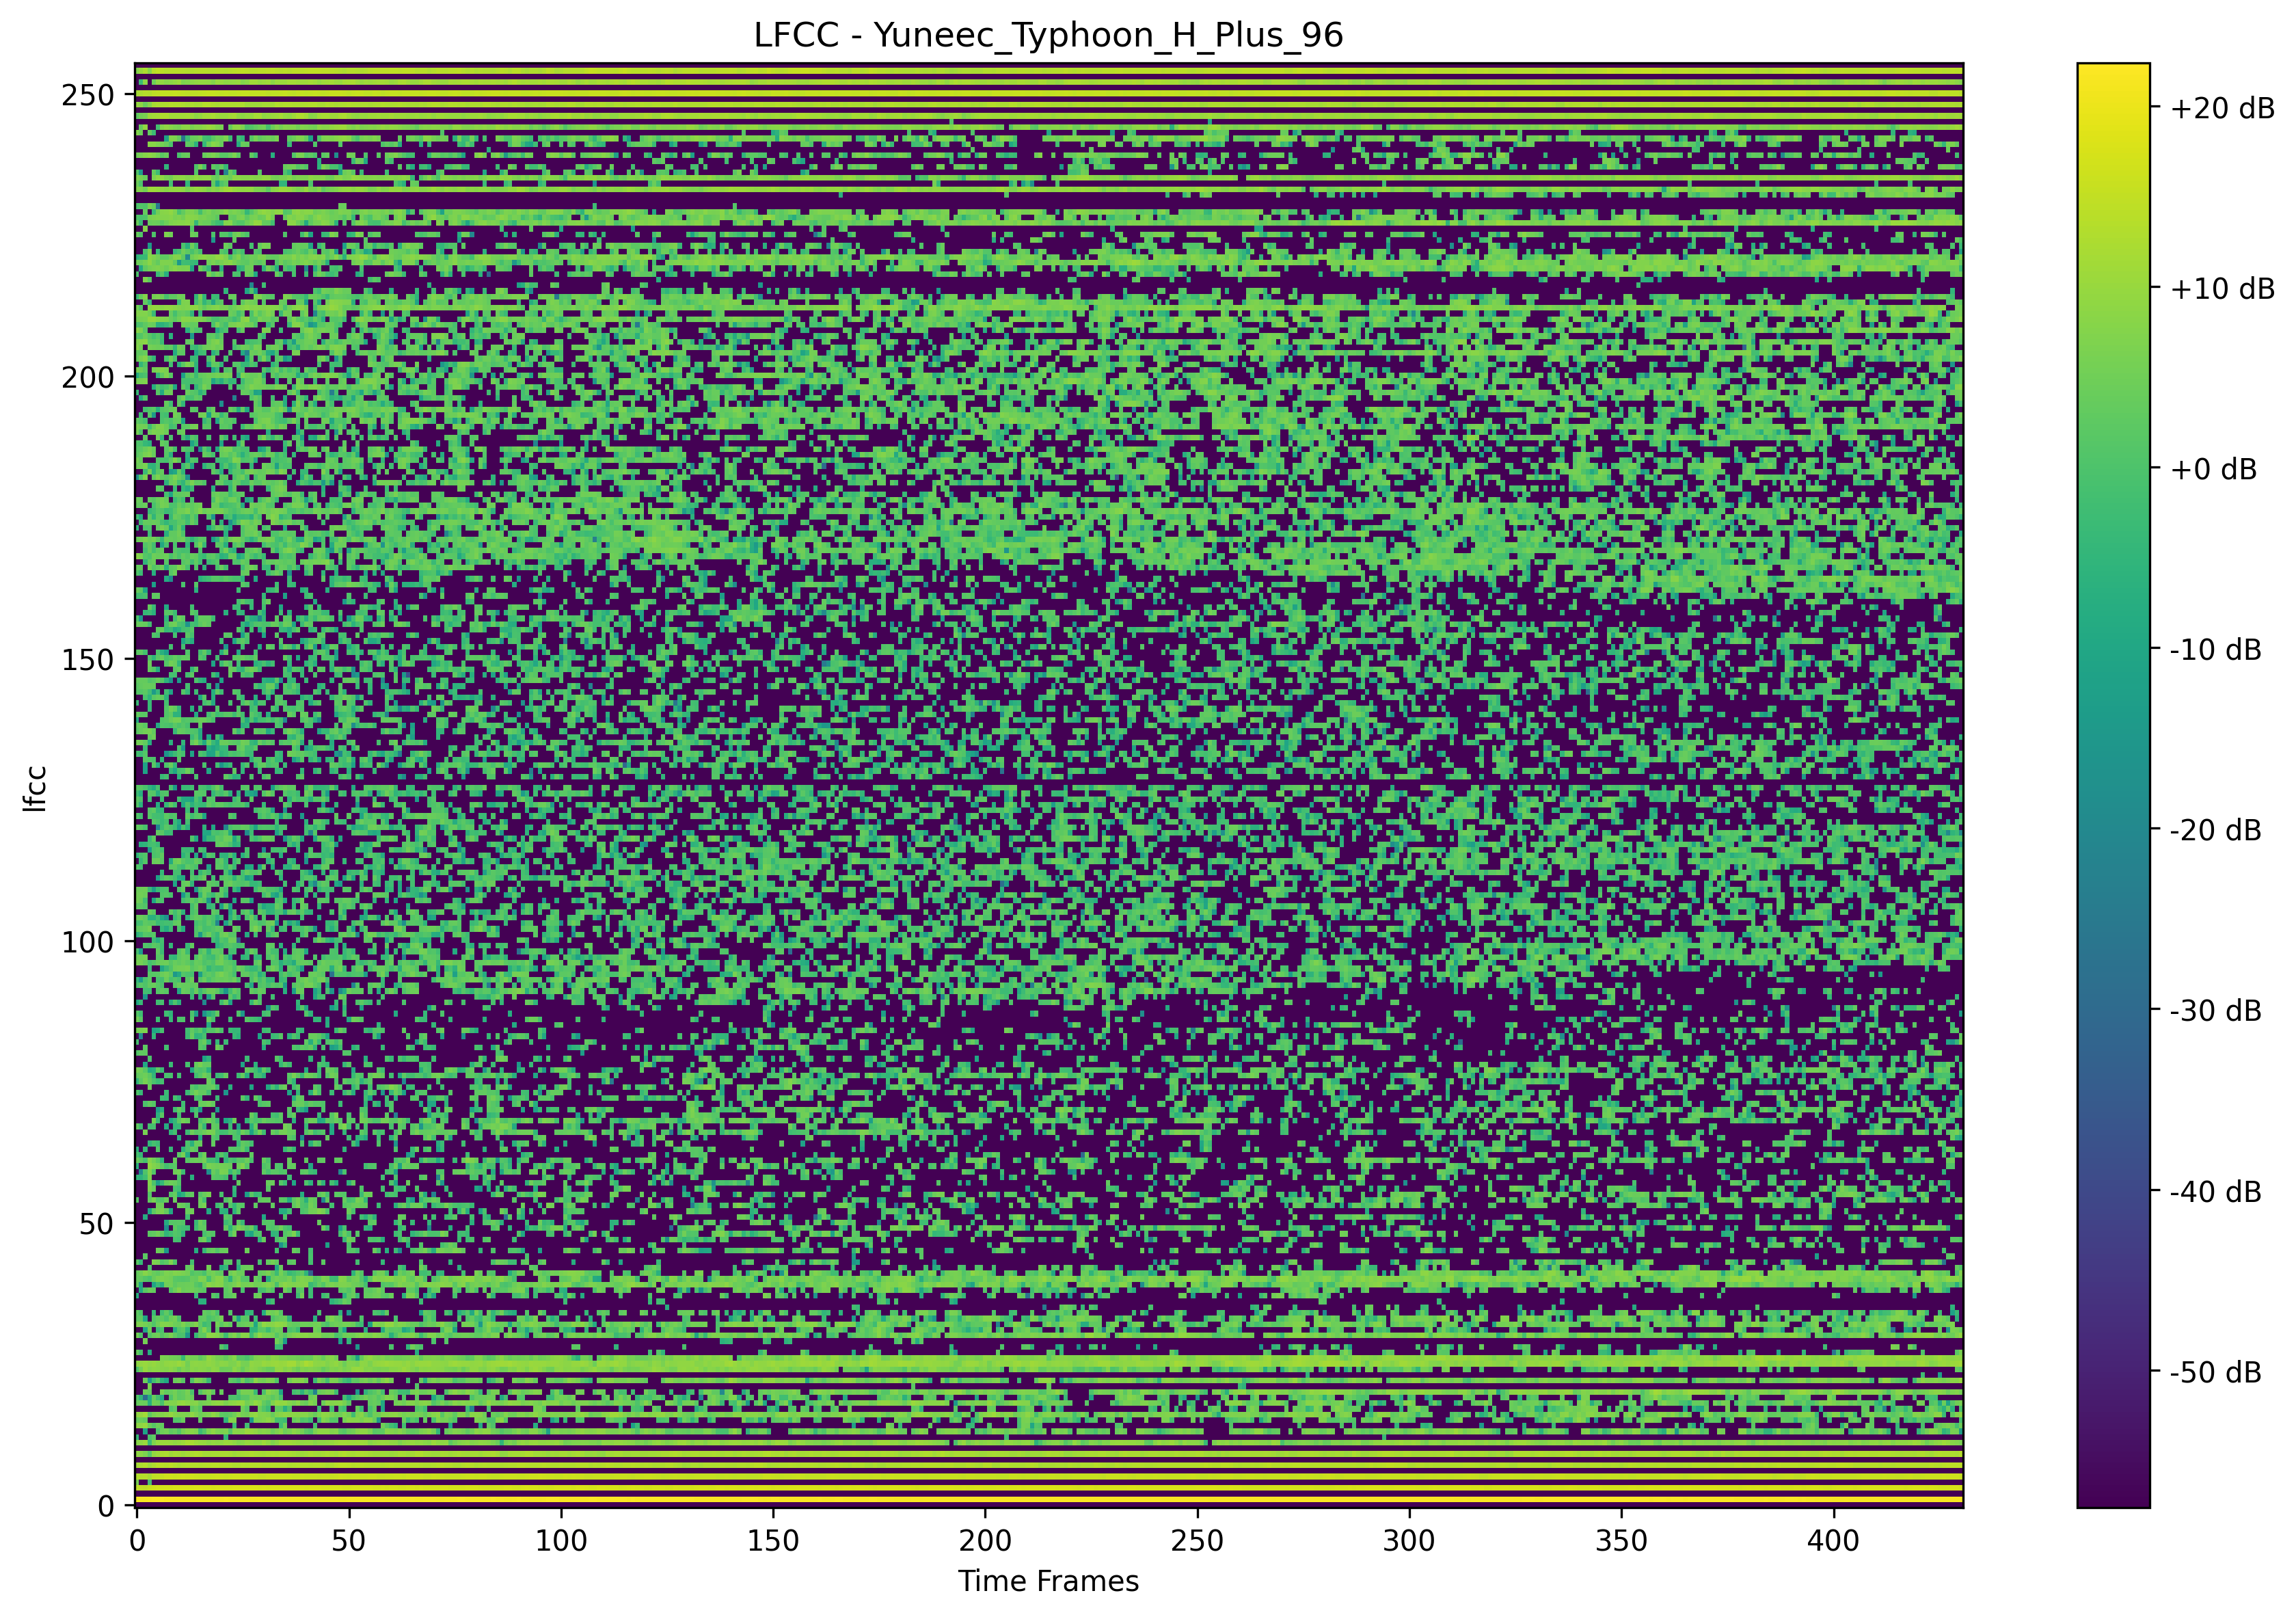 LFCC - Yuneec_Typhoon_H_Plus_96
lfcc
250
200
150
100
50
0
0 50 100 150 200 250 300 350 400
Time Frames
+20 dB
+10 dB
+0 dB
-10 dB
-20 dB
-30 dB
-40 dB
-50 dB